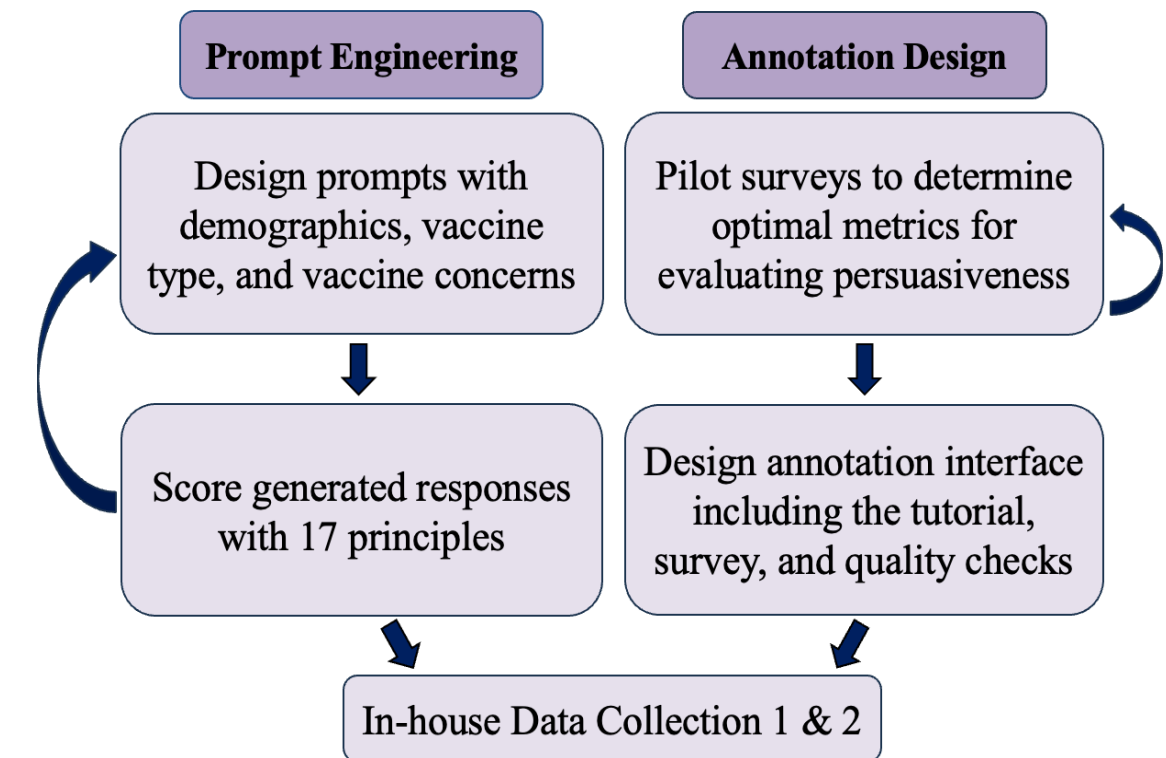 Prompt Engineering
Design prompts with
demographics, vaccine
type, and vaccine concerns
Score generated responses
with 17 principles
Annotation Design
Pilot surveys to determine
optimal metrics for
evaluating persuasiveness
Design annotation interface
including the tutorial,
survey, and quality checks
In-house Data Collection 1 & 2